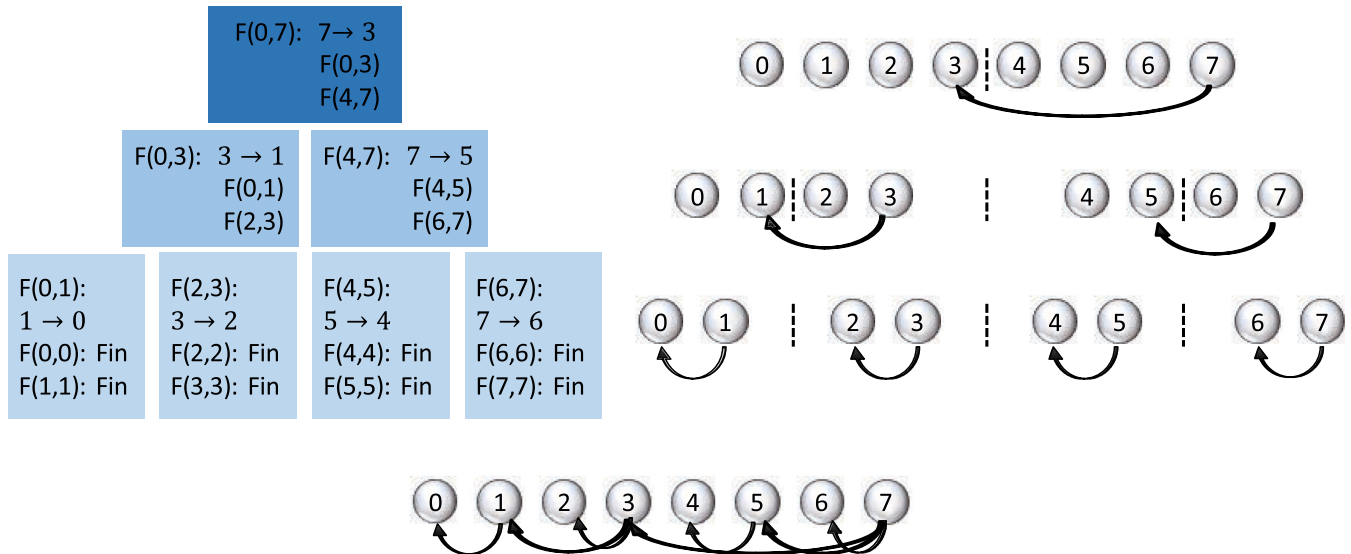 F(0,7): 7→ 3
F(0,3)
F(4,7)
F(0,3): 3 → 1
F(0,1)
F(2,3)
F(4,7): 7 → 5
F(4,5)
F(6,7)
F(0,1):
1 → 0
F(0,0): Fin
F(1,1): Fin
F(2,3):
3 → 2
F(2,2): Fin
F(3,3): Fin
F(4,5):
5 → 4
F(4,4): Fin
F(5,5): Fin
F(6,7):
7 → 6
F(6,6): Fin
F(7,7): Fin
0 1 2 3 4 5 6 7
0 1 2 3 4 5 6 7
0 1 2 3 4 5 6 7
0 1 2 3 4 5 6 7